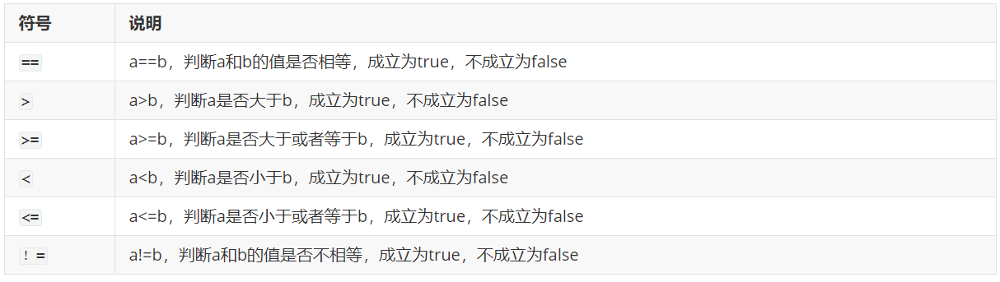 符号 说明
== a==b，判断a和b的值是否相等，成立为true，不成立为false
> a>b，判断a是否大于b，成立为true，不成立为false
>= a>=b，判断a是否大于或者等于b，成立为true，不成立为false
< a<b，判断a是否小于b，成立为true，不成立为false
<= a<=b，判断a是否小于或者等于b，成立为true，不成立为false
! = a!=b，判断a和b的值是否不相等，成立为true，不成立为false